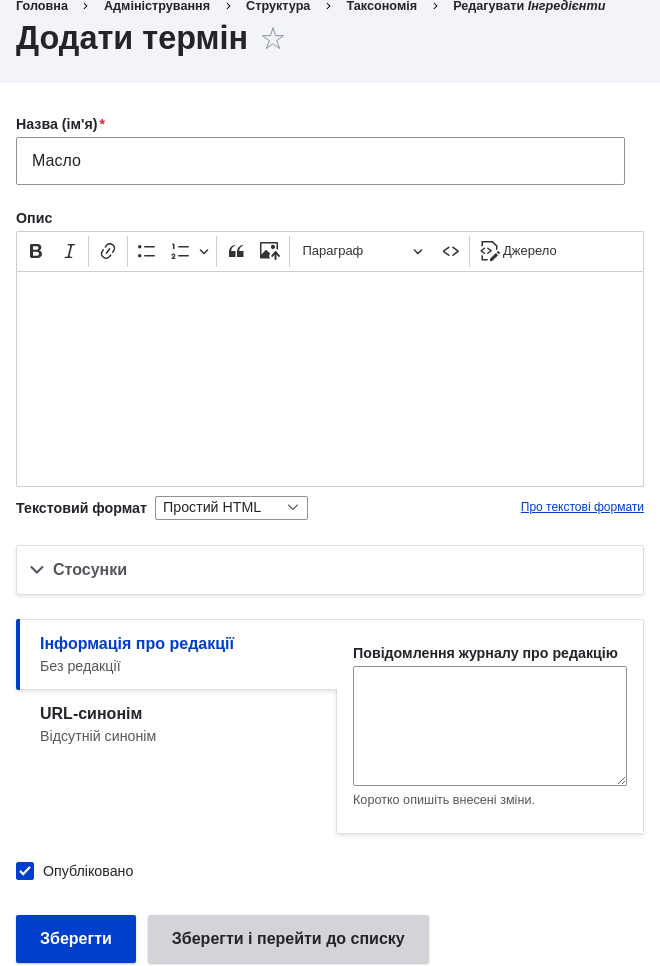 Головна > Адміністрування > Структура > Таксономія > Редагувати Інгредієнти
Додати термін
Назва (ім'я)*
Масло
Опис
Параграф
Джерело
Текстовий формат Простий HTML Про текстові формати
Стосунки
Інформація про редакції
Без редакції
URL-синонім
Відсутній синонім
Повідомлення журналу про редакцію
Коротко опишіть внесені зміни.
Опубліковано
Зберегти Зберегти і перейти до списку